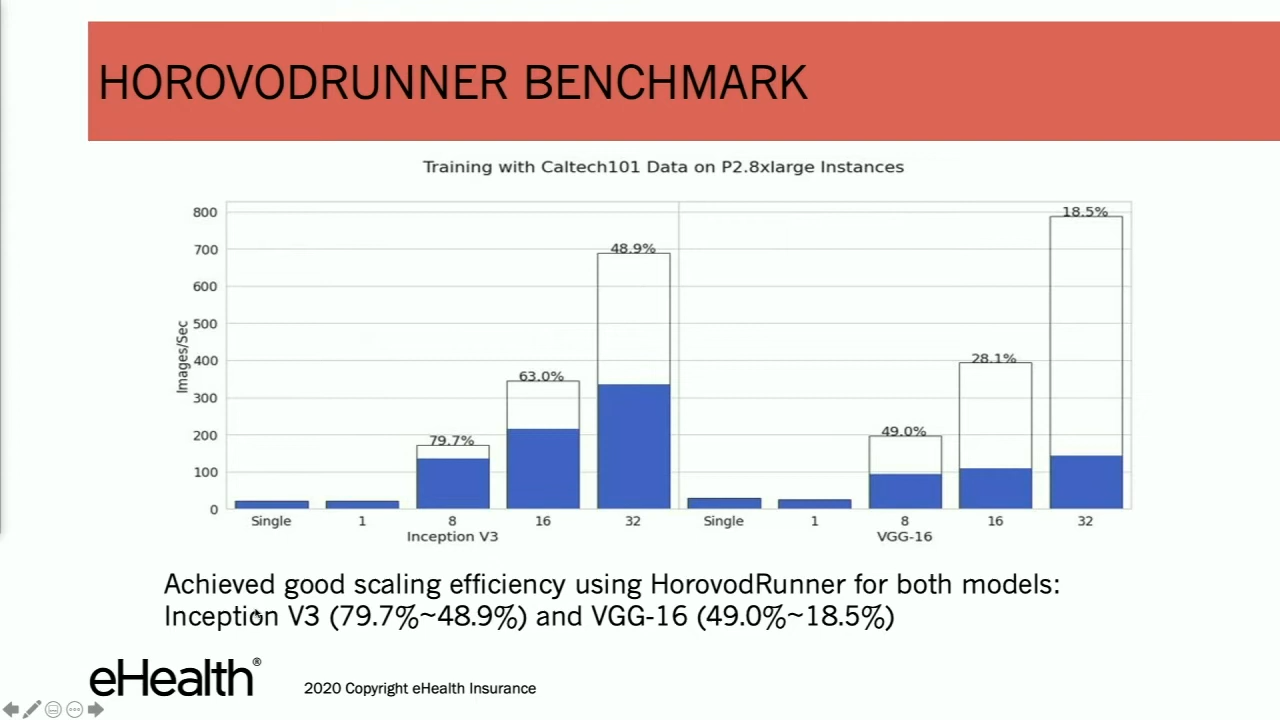 HOROVODRUNNER BENCHMARK
Training with Caltech101 Data on P2.8xlarge Instances
Images/Sec
800
700
600
500
400
300
200
100
0
79.7%
63.0%
48.9%
49.0%
28.1%
18.5%
Single 1 8 16 32 Single 1 8 16 32
Inception V3 VGG-16
Achieved good scaling efficiency using HorovodRunner for both models:
Inception V3 (79.7%~48.9%) and VGG-16 (49.0%~18.5%)
eHealth®
2020 Copyright eHealth Insurance